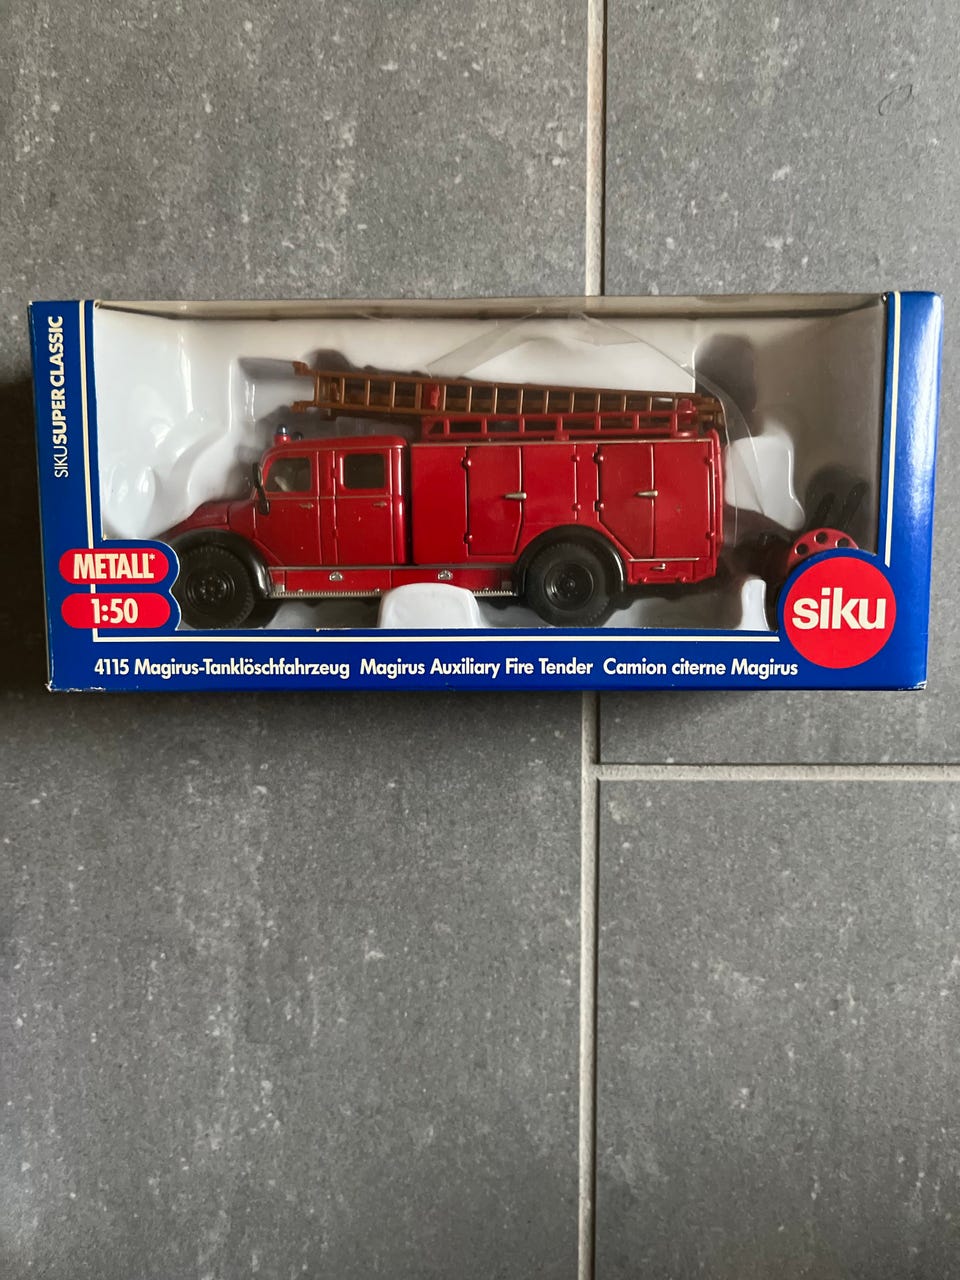 SIKU SUPER CLASSIC
METALL*
1:50
siku
4115 Magirus-Tanklöschfahrzeug Magirus Auxiliary Fire Tender Camion citerne Magirus